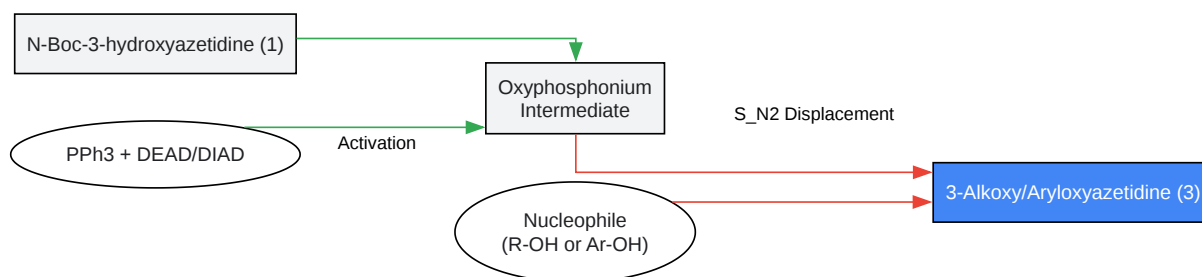 N-Boc-3-hydroxyazetidine (1)
Oxyphosphonium
Intermediate
S_N2 Displacement
Activation
PPh3 + DEAD/DIAD
3-Alkoxy/Aryloxyazetidine (3)
Nucleophile
(R-OH or Ar-OH)